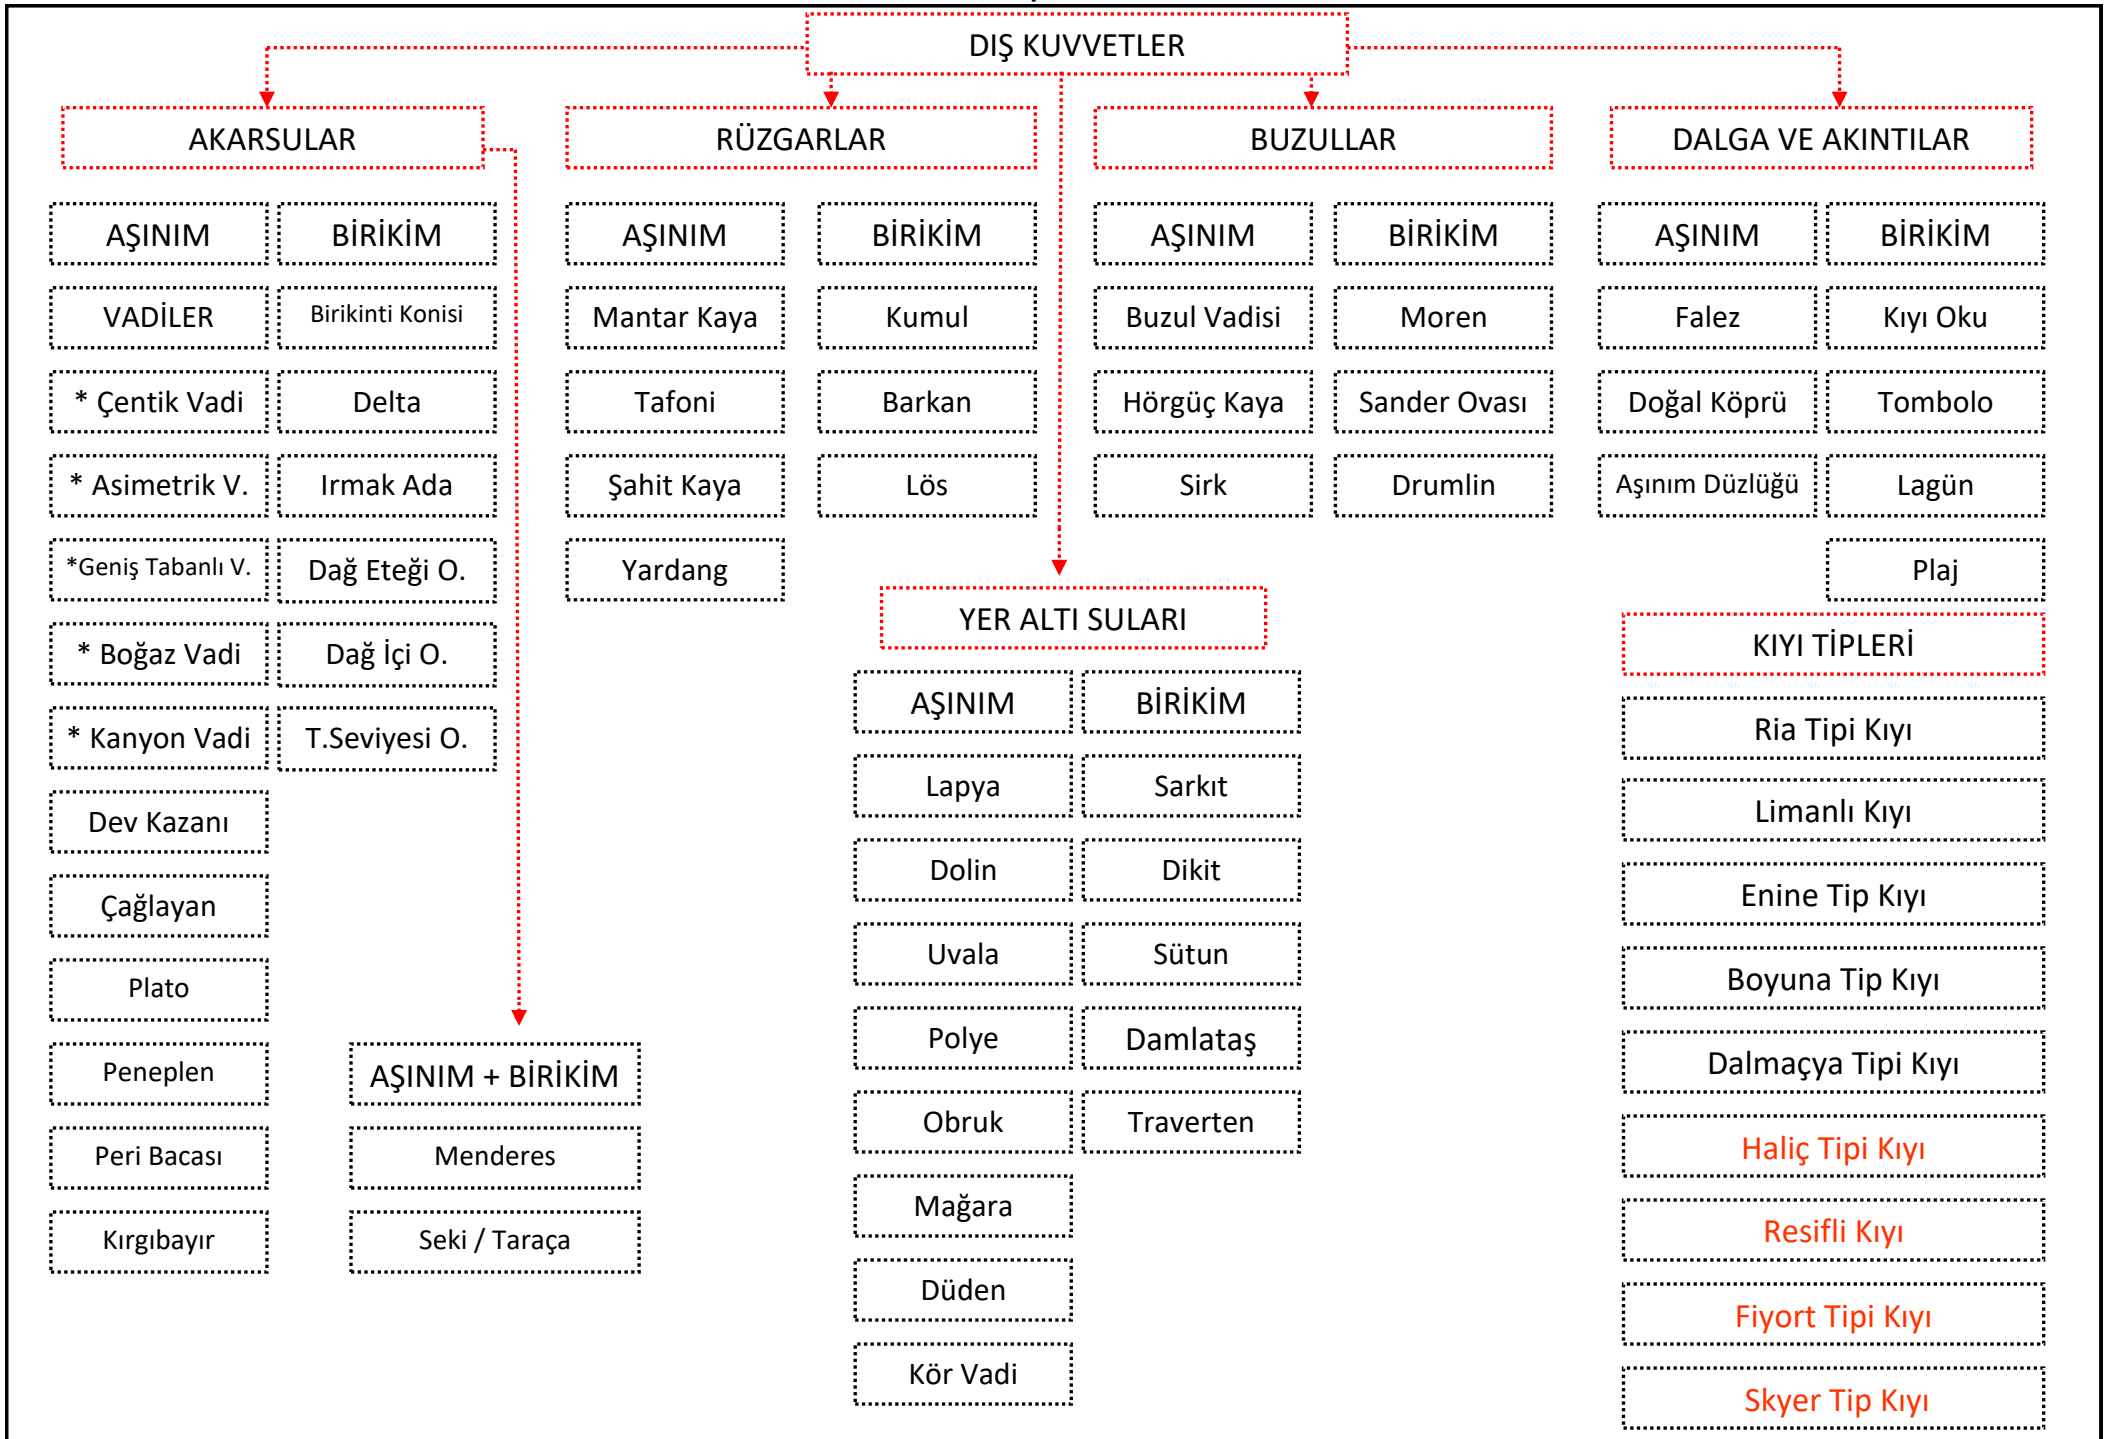 DIŞ KUVVETLER
AKARSULAR
AŞINIM
VADİLER
* Çentik Vadi
* Asimetrik V.
*Geniş Tabanlı V.
* Boğaz Vadi
* Kanyon Vadi
Dev Kazanı
Çağlayan
Plato
Peneplen
Peri Bacası
Kırgıbayır
BİRİKİM
Birikinti Konisi
Delta
Irmak Ada
Dağ Eteği O.
Dağ İçi O.
T.Seviyesi O.
AŞINIM + BİRİKİM
Menderes
Seki / Taraça
RÜZGARLAR
AŞINIM
Mantar Kaya
Tafoni
Şahit Kaya
Yardang
BİRİKİM
Kumul
Barkan
Lös
YER ALTI SULARI
AŞINIM
Lapya
Dolin
Uvala
Polye
Obruk
Mağara
Düden
Kör Vadi
BİRİKİM
Sarkıt
Dikit
Sütun
Damlataş
Traverten
BUZULLAR
AŞINIM
Buzul Vadisi
Hörgüç Kaya
Sirk
BİRİKİM
Moren
Sander Ovası
Drumlin
DALGA VE AKINTILAR
AŞINIM
Falez
Doğal Köprü
Aşınım Düzlüğü
BİRİKİM
Kıyı Oku
Tombolo
Lagün
Plaj
KIYI TİPLERİ
Ria Tipi Kıyı
Limanlı Kıyı
Enine Tip Kıyı
Boyuna Tip Kıyı
Dalmaçya Tipi Kıyı
Haliç Tipi Kıyı
Resifli Kıyı
Fiyort Tipi Kıyı
Skyer Tip Kıyı